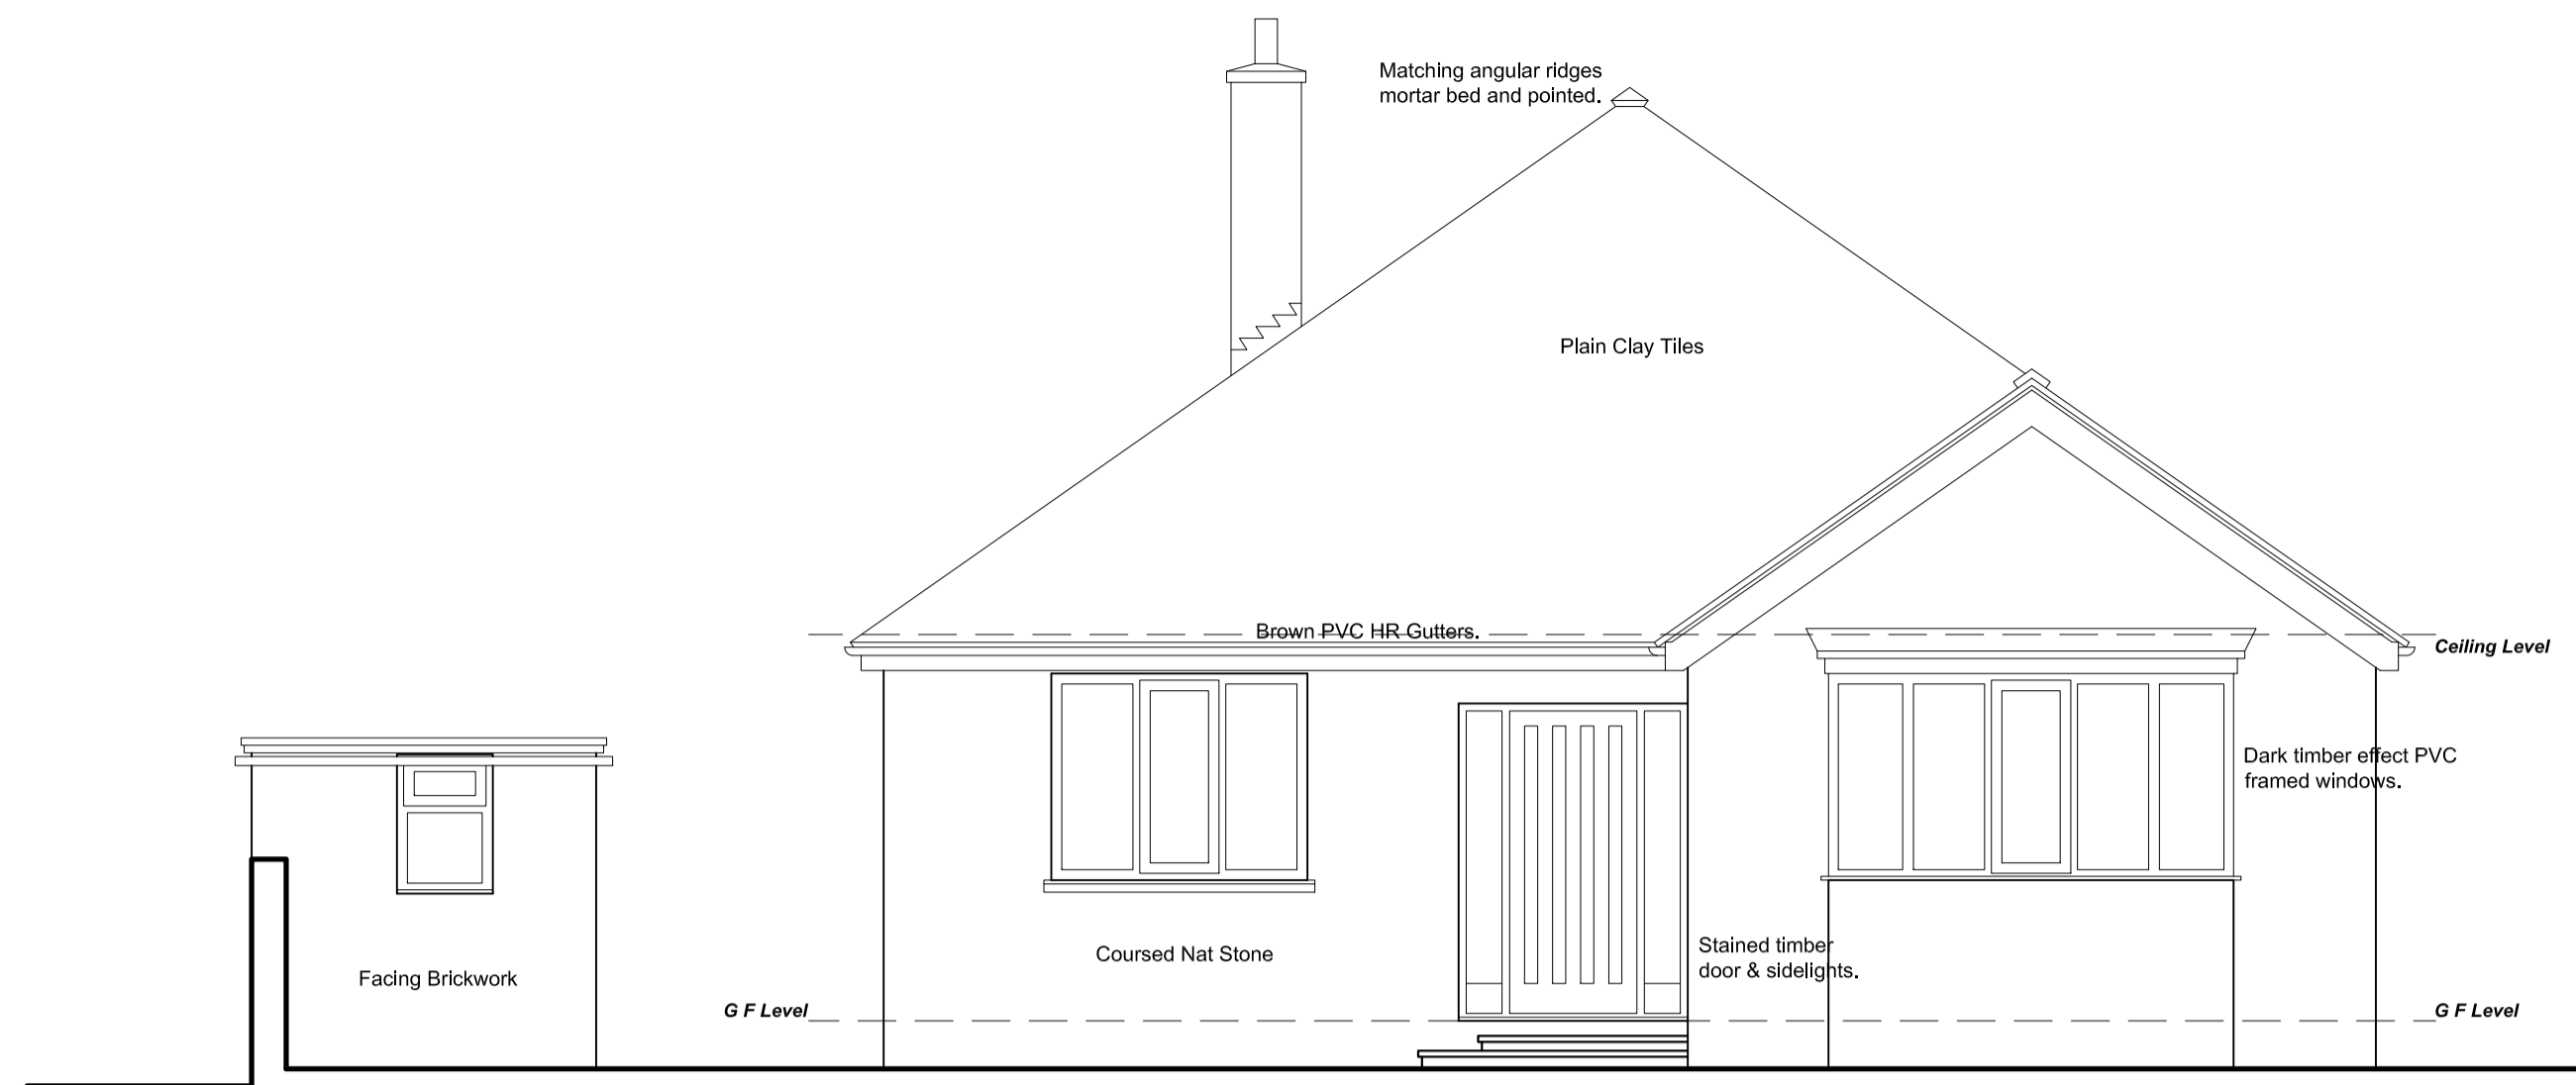 Matching angular ridges
mortar bed and pointed.
Plain Clay Tiles
Brown PVC HR Gutters.
Ceiling Level
Dark timber effect PVC
framed windows.
Stained timber
door & sidelights.
Coursed Nat Stone
Facing Brickwork
G F Level
G F Level